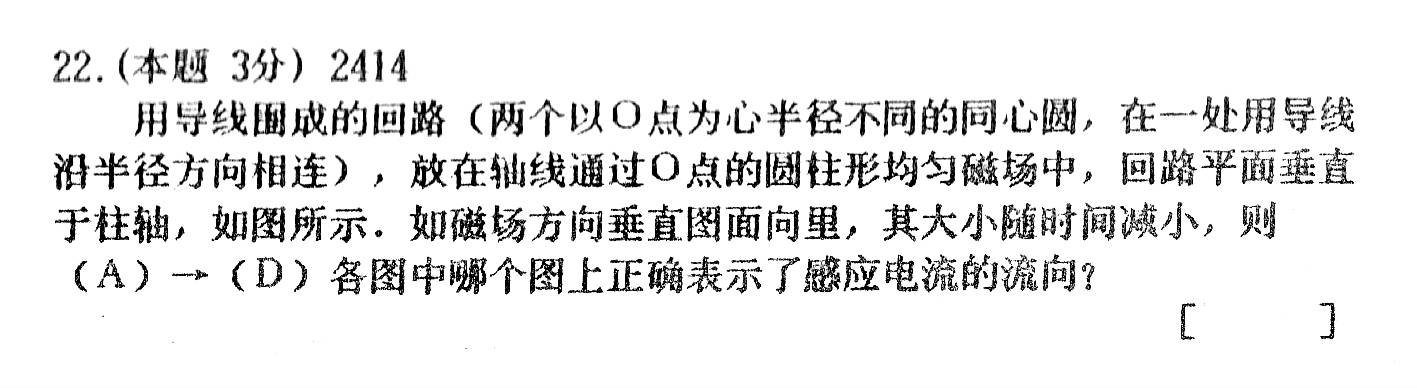 22.(本题 3分) 2414
用导线围成的回路（两个以O点为心半径不同的同心圆，在一处用导线
沿半径方向相连），放在轴线通过O点的圆柱形均匀磁场中，回路平面垂直
于柱轴，如图所示．如磁场方向垂直图面向里，其大小随时间减小，则
（A）→（D）各图中哪个图上正确表示了感应电流的流向?
[ ]